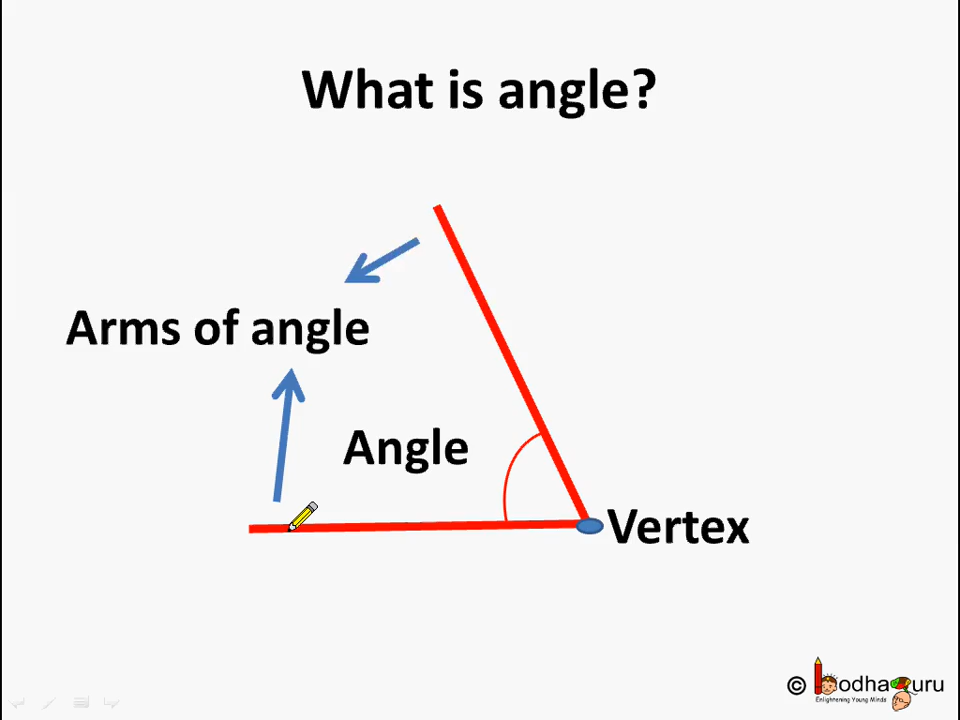 What is angle?
Arms of angle
Angle
Vertex
© BodhaGuru
Enlightening Young Minds